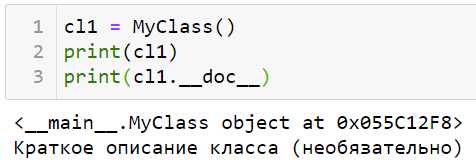 1 cl1 = MyClass()
2 print(cl1)
3 print(cl1.__doc__)
<__main__.MyClass object at 0x055C12F8>
Краткое описание класса (необязательно)